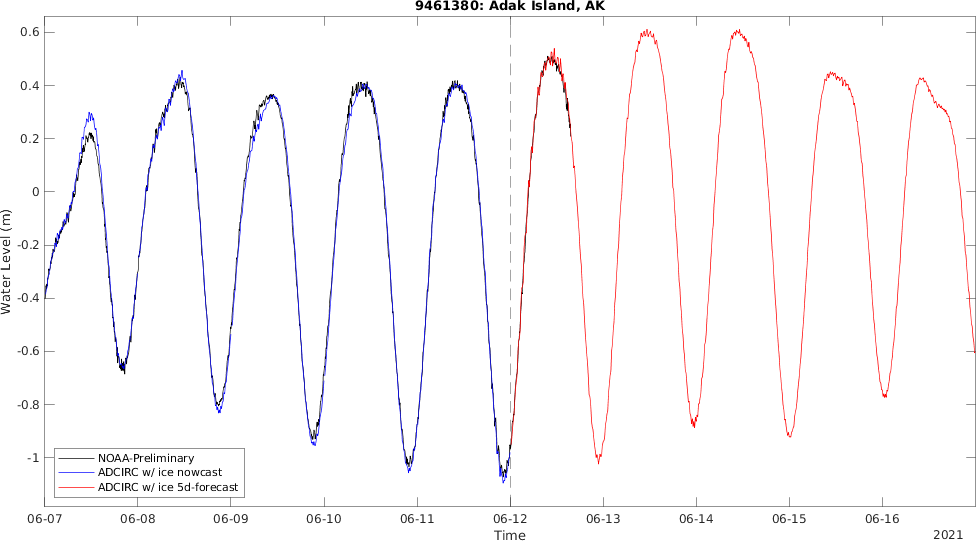 9461380: Adak Island, AK
0.6
0.4
0.2
0
-0.2
-0.4
-0.6
-0.8
-1
Water Level (m)
NOAA-Preliminary
ADCIRC w/ ice nowcast
ADCIRC w/ ice 5d-forecast
06-07 06-08 06-09 06-10 06-11 06-12 06-13 06-14 06-15 06-16
Time
2021